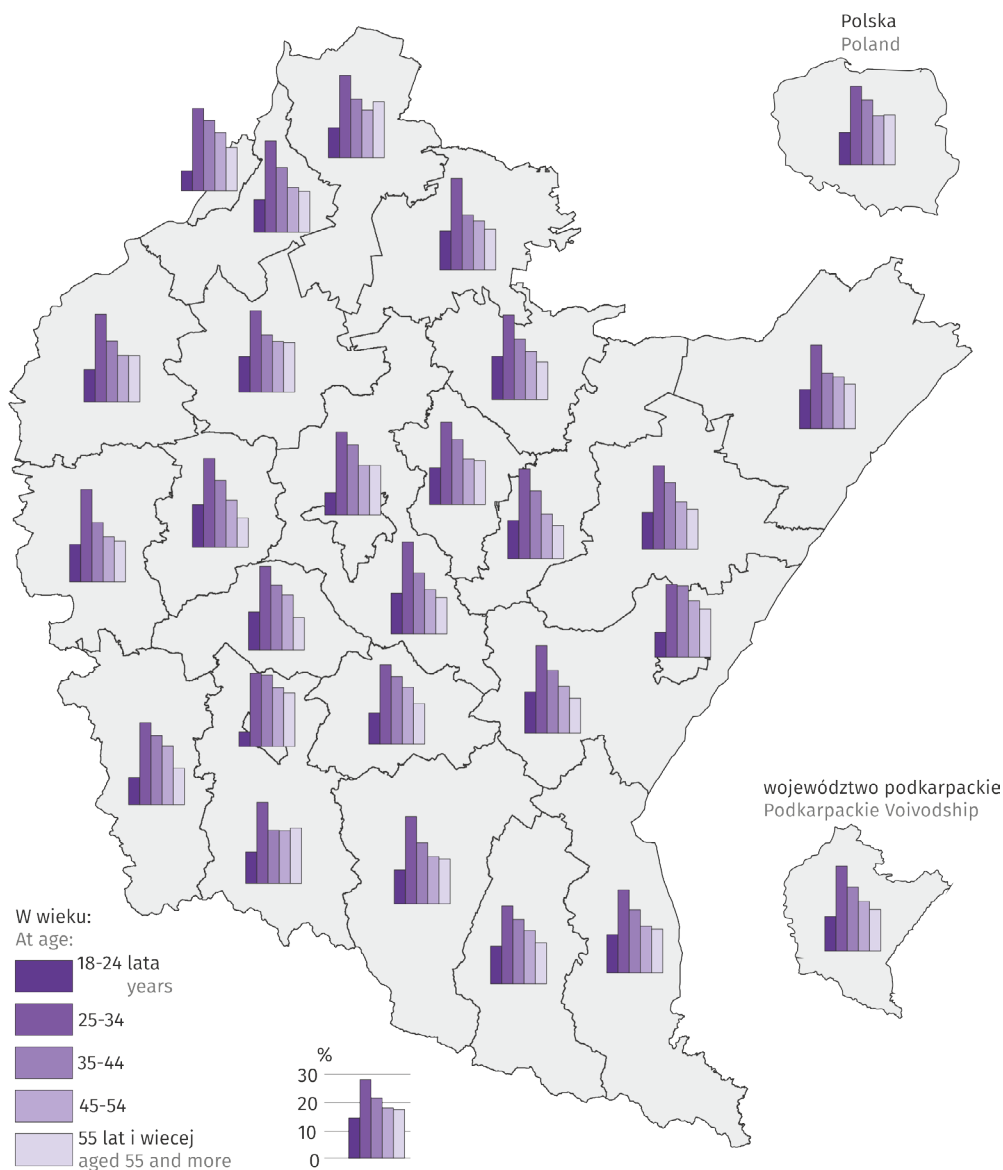 Polska
Poland
województwo podkarpackie
Podkarpackie Voivodship
W wieku:
At age:
18-24 lata
years
25-34
35-44
45-54
55 lat i wiecej
aged 55 and more
%
30
20
10
0